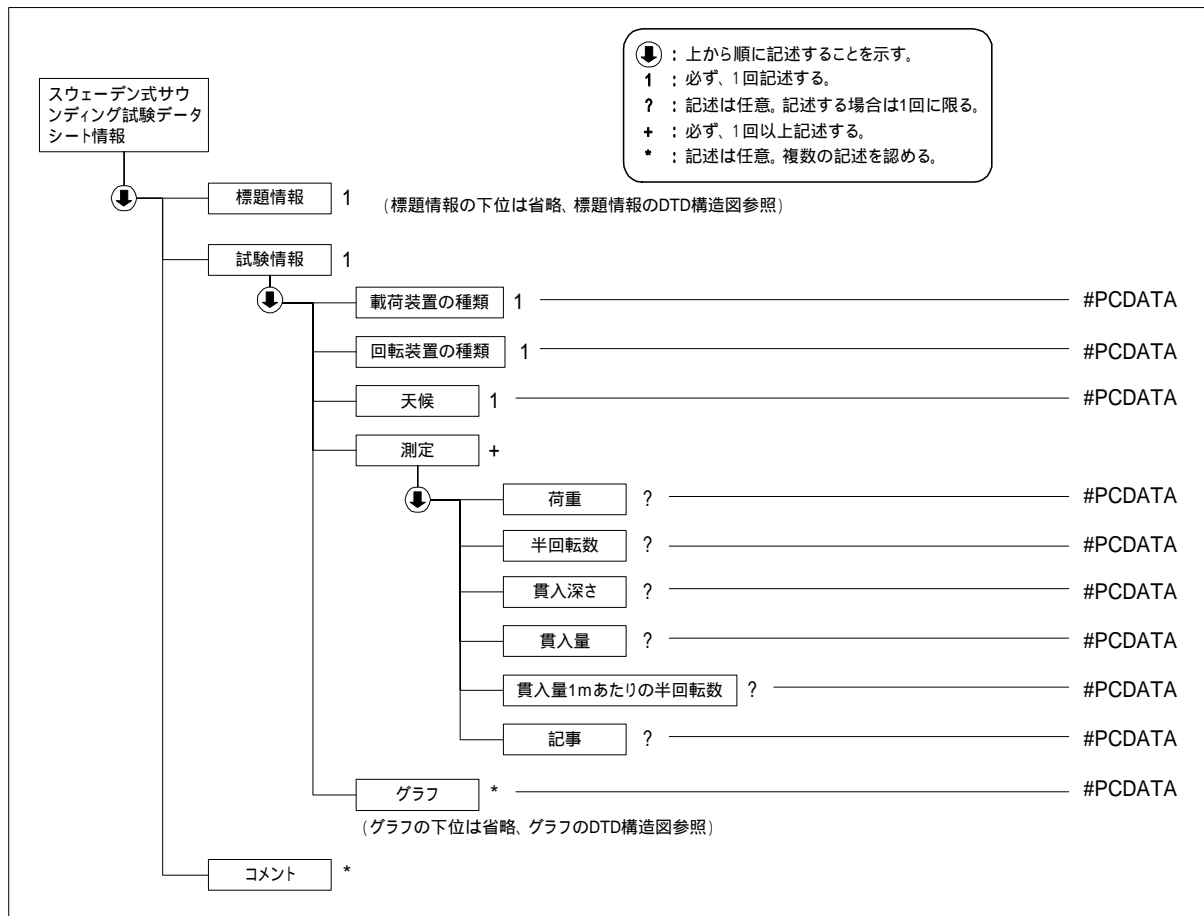 : 上から順に記述することを示す。
1 : 必ず、1回記述する。
? : 記述は任意。記述する場合は1回に限る。
+ : 必ず、1回以上記述する。
* : 記述は任意。複数の記述を認める。
スウェーデン式サウ
ンディング試験データ
シート情報
標題情報 1 (標題情報の下位は省略、標題情報のDTD構造図参照)
試験情報 1
載荷装置の種類 1 #PCDATA
回転装置の種類 1 #PCDATA
天候 1 #PCDATA
測定 +
荷重 ? #PCDATA
半回転数 ? #PCDATA
貫入深さ ? #PCDATA
貫入量 ? #PCDATA
貫入量1mあたりの半回転数 ? #PCDATA
記事 ? #PCDATA
グラフ * #PCDATA
(グラフの下位は省略、グラフのDTD構造図参照)
コメント *